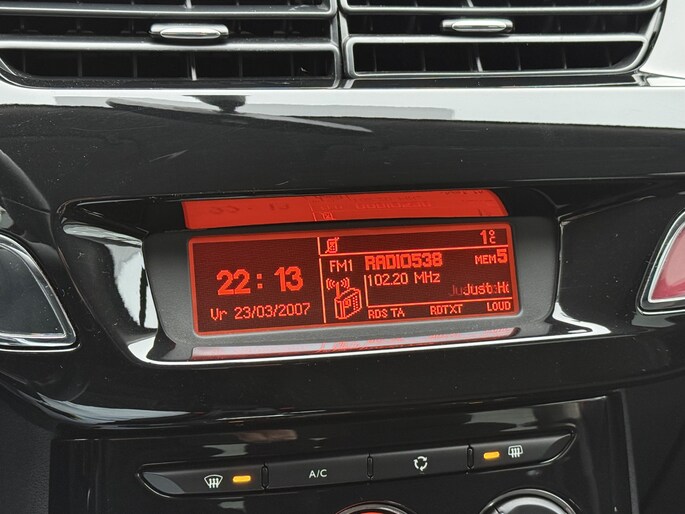 1°C
22:13
FM1 RADIO538 MEM5
102.20 MHz
Vr 23/03/2007
RDS TA RDTXT LOUD
A/C